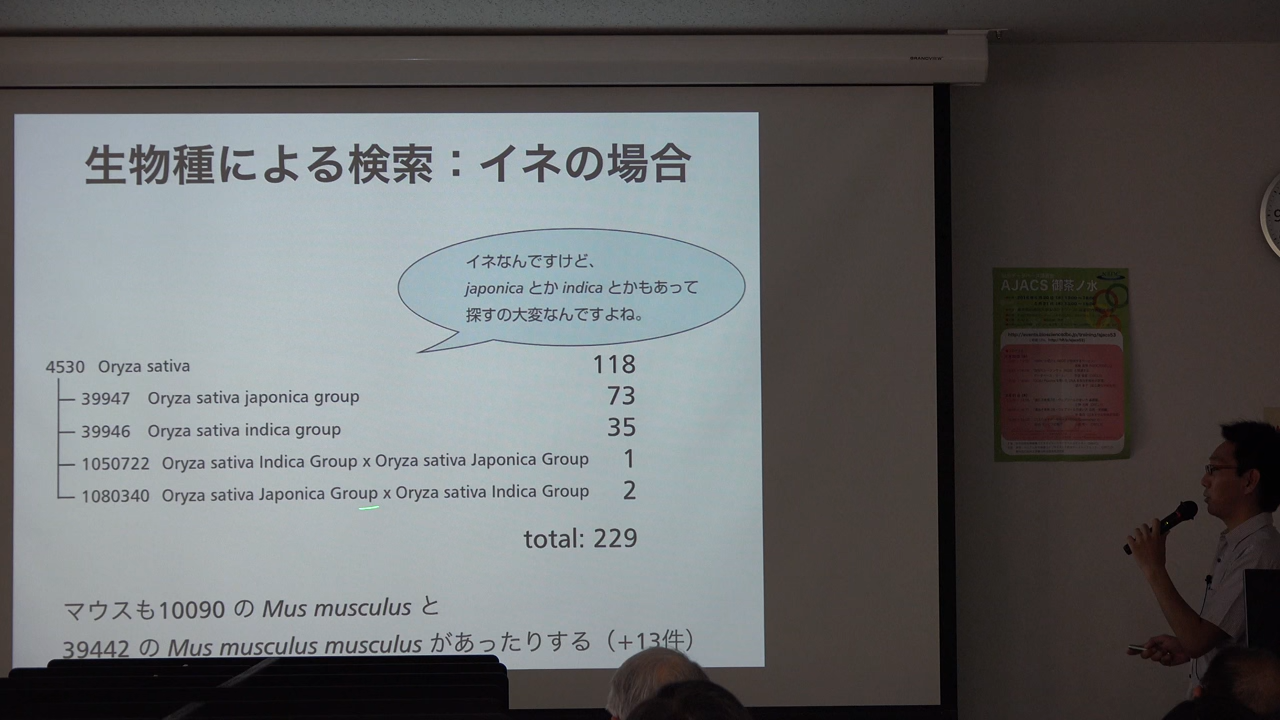 生物種による検索：イネの場合
イネなんですけど、
japonica とか indica とかもあって
探すの大変なんですよね。
4530 Oryza sativa 118
39947 Oryza sativa japonica group 73
39946 Oryza sativa indica group 35
1050722 Oryza sativa Indica Group x Oryza sativa Japonica Group 1
1080340 Oryza sativa Japonica Group x Oryza sativa Indica Group 2
total: 229
マウスも10090 の Mus musculus と
39442 の Mus musculus musculus があったりする（+13件）
AJACS 御茶ノ水